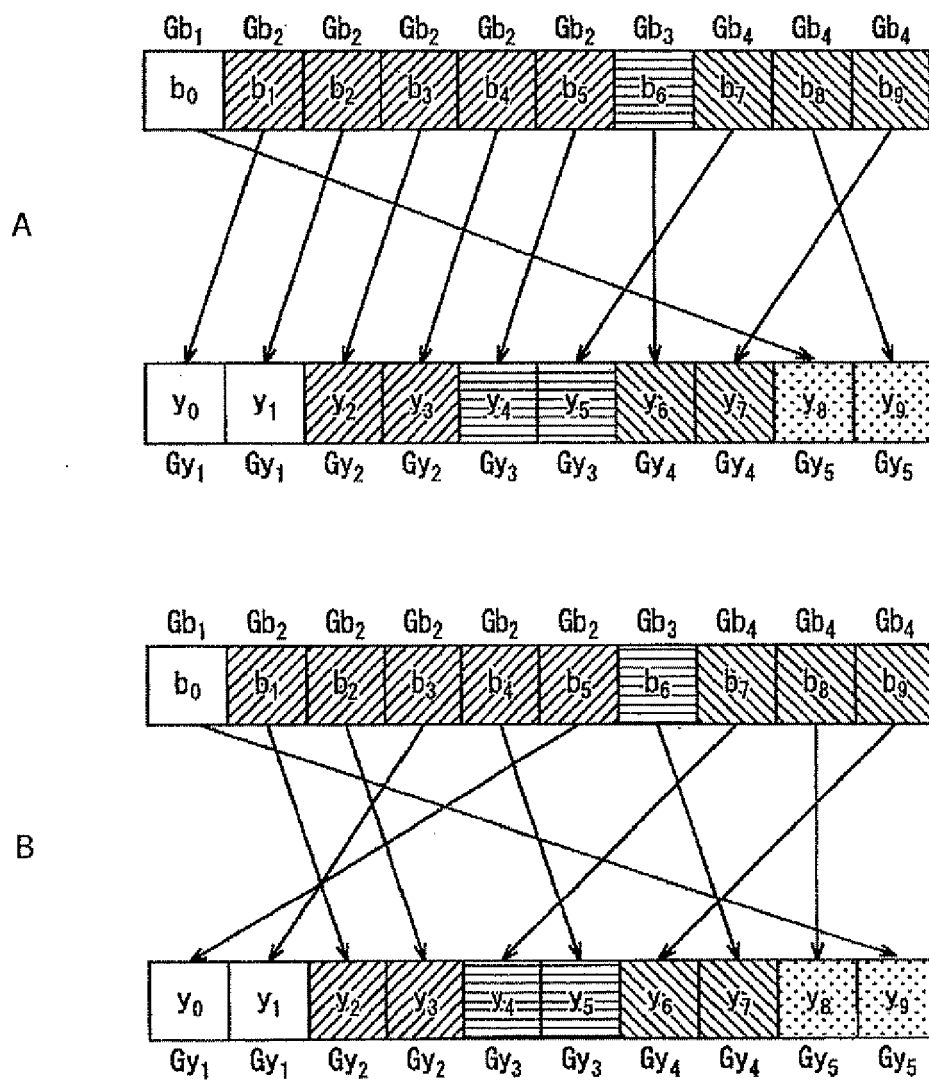 Gb₁ Gb₂ Gb₂ Gb₂ Gb₂ Gb₂ Gb₃ Gb₄ Gb₄ Gb₄
b₀ b₁ b₂ b₃ b₄ b₅ b₆ b₇ b₈ b₉
A
y₀ y₁ y₂ y₃ y₄ y₅ y₆ y₇ y₈ y₉
Gy₁ Gy₁ Gy₂ Gy₂ Gy₃ Gy₃ Gy₄ Gy₄ Gy₅ Gy₅
Gb₁ Gb₂ Gb₂ Gb₂ Gb₂ Gb₂ Gb₃ Gb₄ Gb₄ Gb₄
b₀ b₁ b₂ b₃ b₄ b₅ b₆ b₇ b₈ b₉
B
y₀ y₁ y₂ y₃ y₄ y₅ y₆ y₇ y₈ y₉
Gy₁ Gy₁ Gy₂ Gy₂ Gy₃ Gy₃ Gy₄ Gy₄ Gy₅ Gy₅